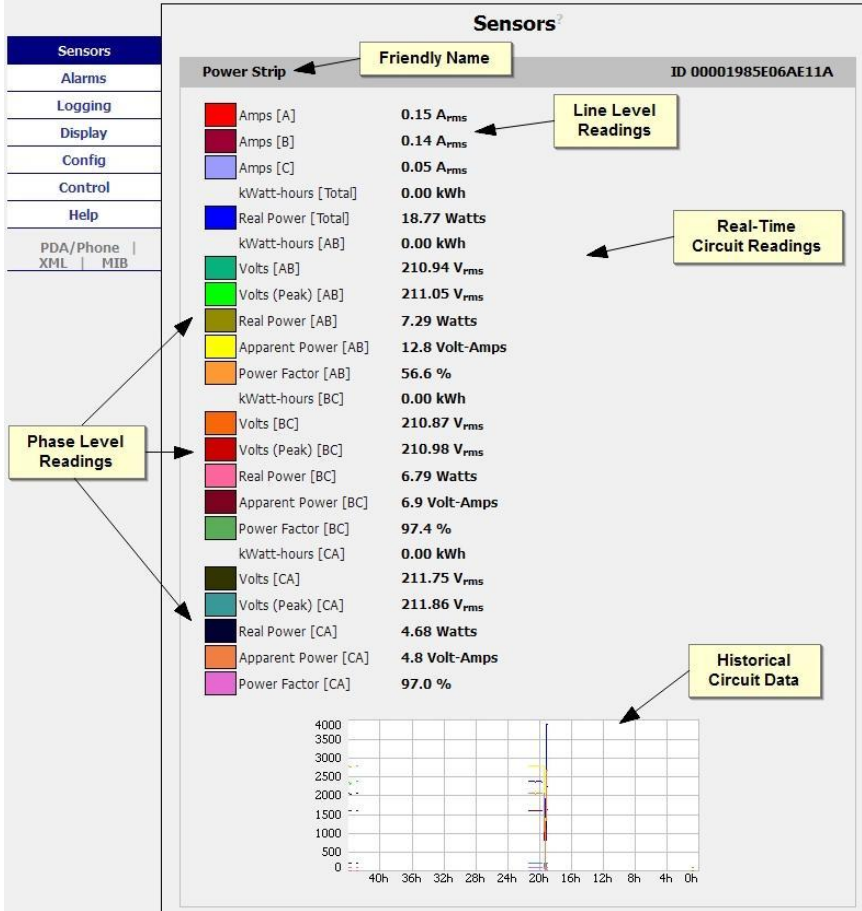 Sensors?
Sensors
Alarms
Logging
Display
Config
Control
Help
PDA/Phone |
XML | MIB
Friendly Name
Power Strip
ID 00001985E06AE11A
Line Level
Readings
Real-Time
Circuit Readings
Phase Level
Readings
Historical
Circuit Data
Amps [A] 0.15 Arms
Amps [B] 0.14 Arms
Amps [C] 0.05 Arms
kWatt-hours [Total] 0.00 kWh
Real Power [Total] 18.77 Watts
kWatt-hours [AB] 0.00 kWh
Volts [AB] 210.94 Vrms
Volts (Peak) [AB] 211.05 Vrms
Real Power [AB] 7.29 Watts
Apparent Power [AB] 12.8 Volt-Amps
Power Factor [AB] 56.6 %
kWatt-hours [BC] 0.00 kWh
Volts [BC] 210.87 Vrms
Volts (Peak) [BC] 210.98 Vrms
Real Power [BC] 6.79 Watts
Apparent Power [BC] 6.9 Volt-Amps
Power Factor [BC] 97.4 %
kWatt-hours [CA] 0.00 kWh
Volts [CA] 211.75 Vrms
Volts (Peak) [CA] 211.86 Vrms
Real Power [CA] 4.68 Watts
Apparent Power [CA] 4.8 Volt-Amps
Power Factor [CA] 97.0 %
4000
3500
3000
2500
2000
1500
1000
500
0
40h 36h 32h 28h 24h 20h 16h 12h 8h 4h 0h